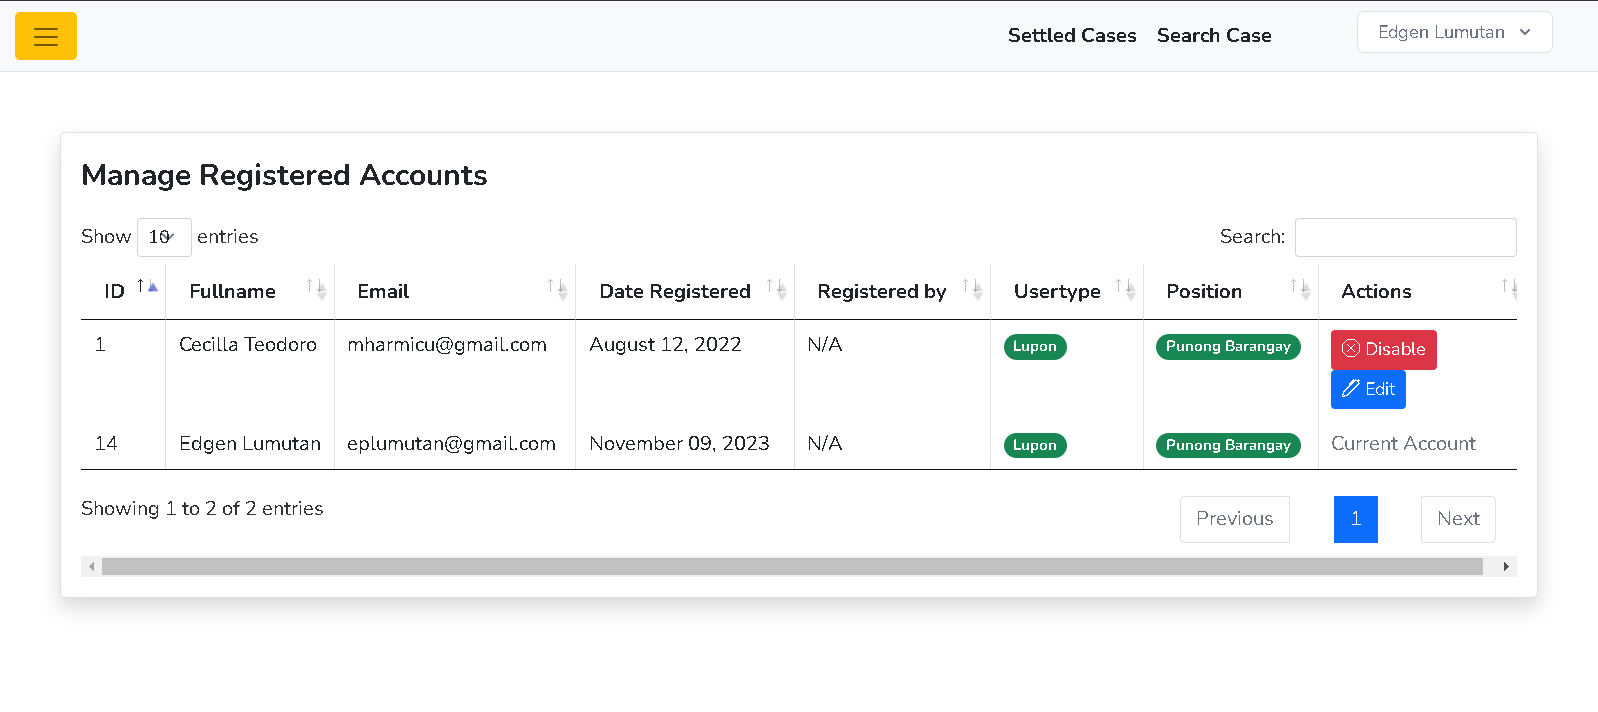 Settled Cases Search Case Edgen Lumutan
Manage Registered Accounts
Show 10 entries Search:
ID Fullname Email Date Registered Registered by Usertype Position Actions
1 Cecilla Teodoro mharmicu@gmail.com August 12, 2022 N/A Lupon Punong Barangay Disable
Edit
14 Edgen Lumutan eplumutan@gmail.com November 09, 2023 N/A Lupon Punong Barangay Current Account
Showing 1 to 2 of 2 entries Previous 1 Next